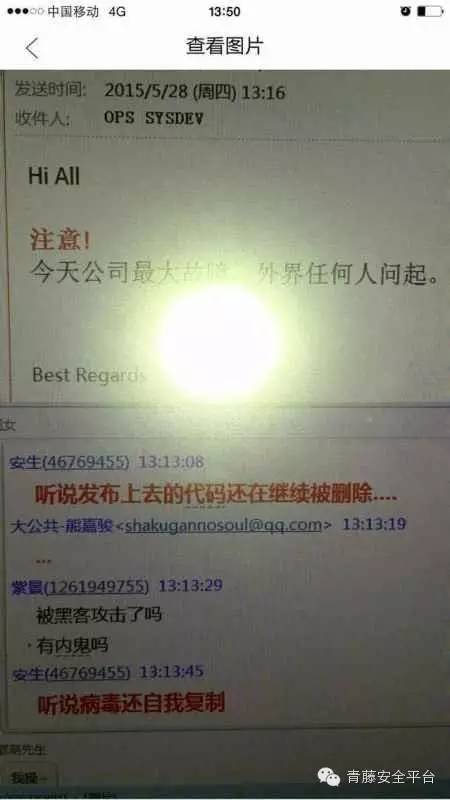 中国移动 4G 13:50
查看图片
发送时间: 2015/5/28 (周四) 13:16
收件人: OPS SYSDEV
Hi All
注意!
今天公司最大故障 外界任何人问起。
Best Regards
女
安生(46769455) 13:13:08
听说发布上去的代码还在继续被删除....
大公共-熊嘉骏<shakugannosoul@qq.com> 13:13:19
...
紫景(1261949755) 13:13:29
被黑客攻击了吗
·有内鬼吗
安生(46769455) 13:13:45
听说病毒还自我复制
先生
我操~
青藤安全平台